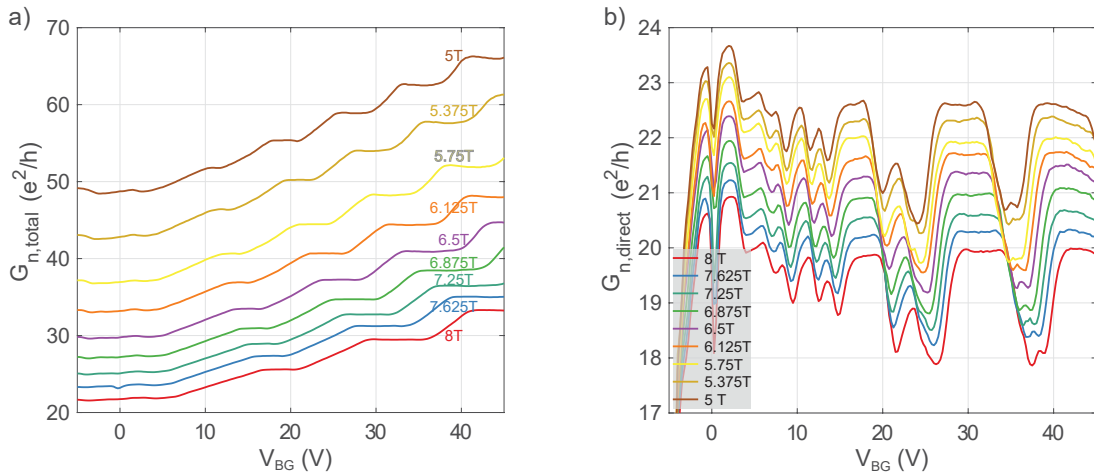 a)
70
60
50
40
30
20
G_n,total (e²/h)
0
10
20
30
40
V_BG (V)
5T
5.375T
5.75T
6.125T
6.5T
6.875T
7.25T
7.625T
8T
b)
24
23
22
21
20
19
18
17
G_n,direct (e²/h)
0
10
20
30
40
V_BG (V)
8 T
7.625T
7.25T
6.875T
6.5T
6.125T
5.75T
5.375T
5 T